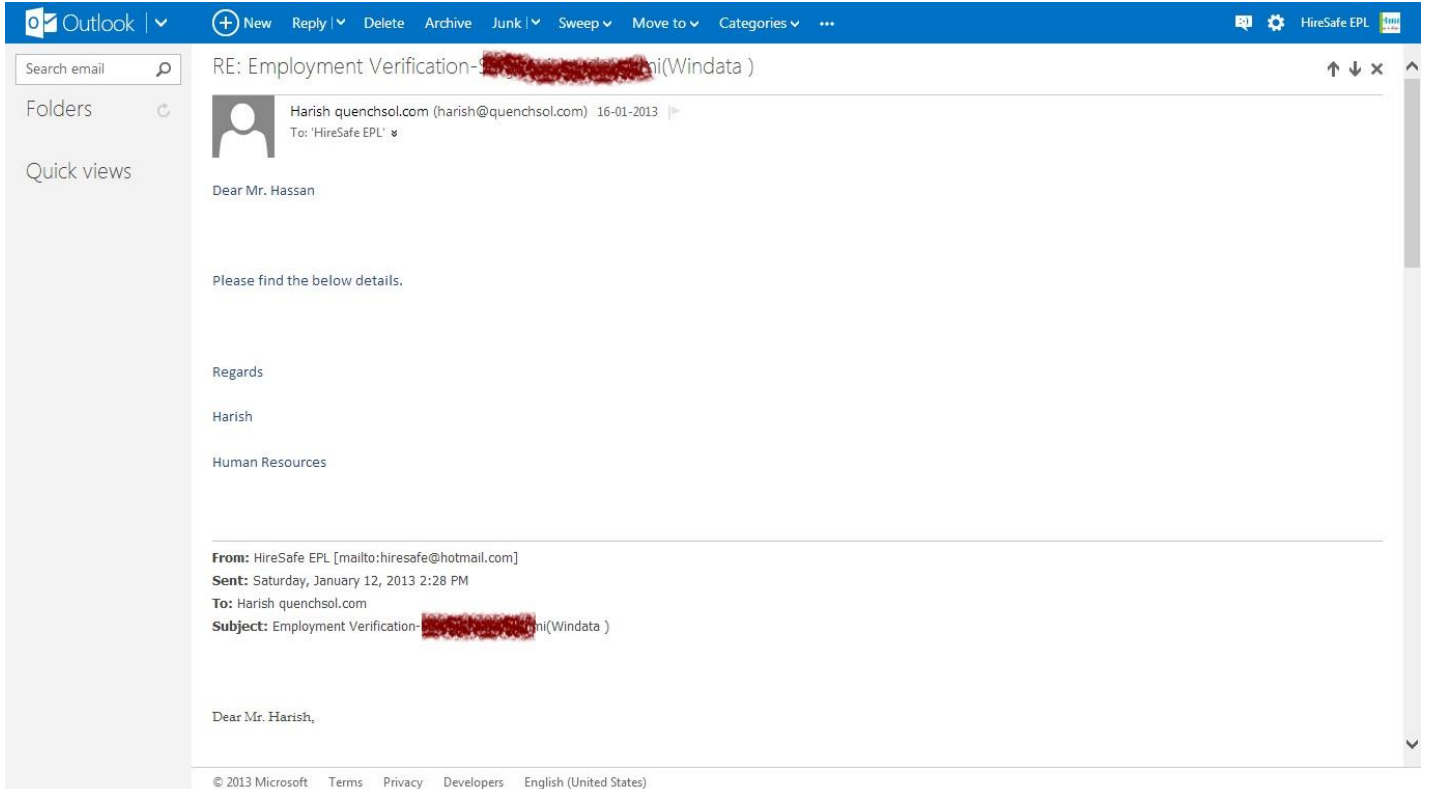 Outlook
New Reply Delete Archive Junk Sweep Move to Categories ••• HireSafe EPL
Search email
Folders
Quick views
RE: Employment Verification- (Windata )
Harish quenchsol.com (harish@quenchsol.com) 16-01-2013
To: 'HireSafe EPL'
Dear Mr. Hassan
Please find the below details.
Regards
Harish
Human Resources
From: HireSafe EPL [mailto:hiresafe@hotmail.com]
Sent: Saturday, January 12, 2013 2:28 PM
To: Harish quenchsol.com
Subject: Employment Verification- (Windata )
Dear Mr. Harish,
© 2013 Microsoft Terms Privacy Developers English (United States)